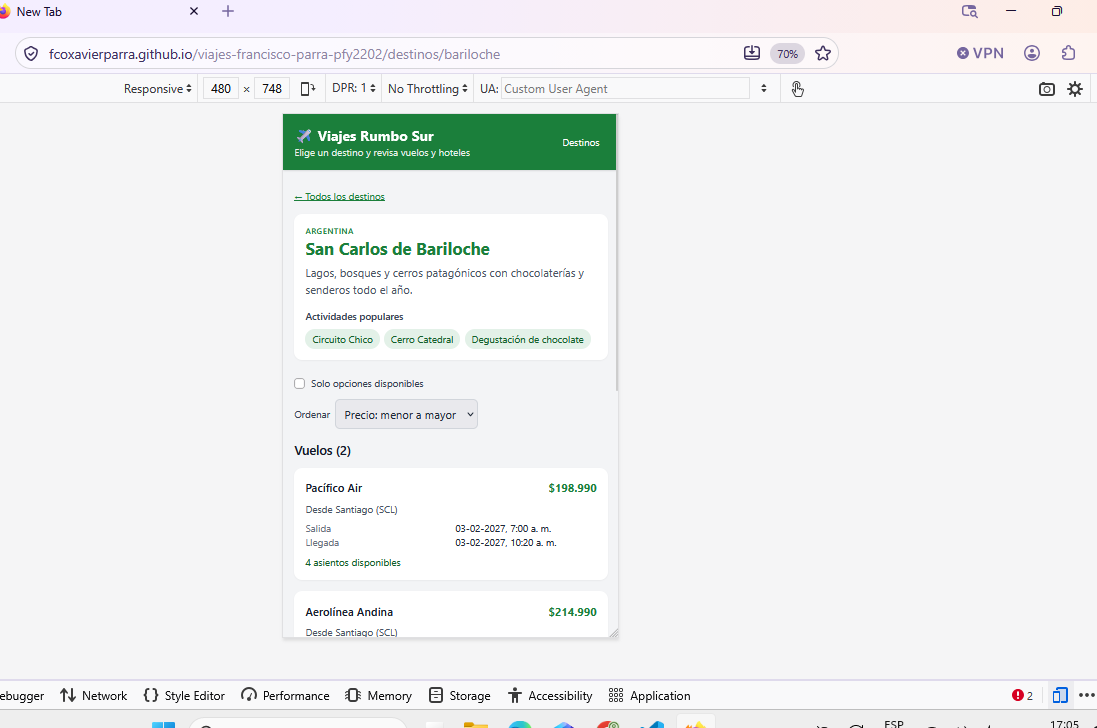 New Tab
fcoxavierparra.github.io/viajes-francisco-parra-pfy2202/destinos/bariloche
70%
VPN
Responsive 480 × 748 DPR: 1 No Throttling UA: Custom User Agent
Viajes Rumbo Sur
Elige un destino y revisa vuelos y hoteles
Destinos
← Todos los destinos
ARGENTINA
San Carlos de Bariloche
Lagos, bosques y cerros patagónicos con chocolaterías y
senderos todo el año.
Actividades populares
Circuito Chico Cerro Catedral Degustación de chocolate
Solo opciones disponibles
Ordenar Precio: menor a mayor
Vuelos (2)
Pacífico Air $198.990
Desde Santiago (SCL)
Salida 03-02-2027, 7:00 a. m.
Llegada 03-02-2027, 10:20 a. m.
4 asientos disponibles
Aerolínea Andina $214.990
Desde Santiago (SCL)
ebugger Network {} Style Editor Performance Memory Storage Accessibility Application 2
ESP 17:05